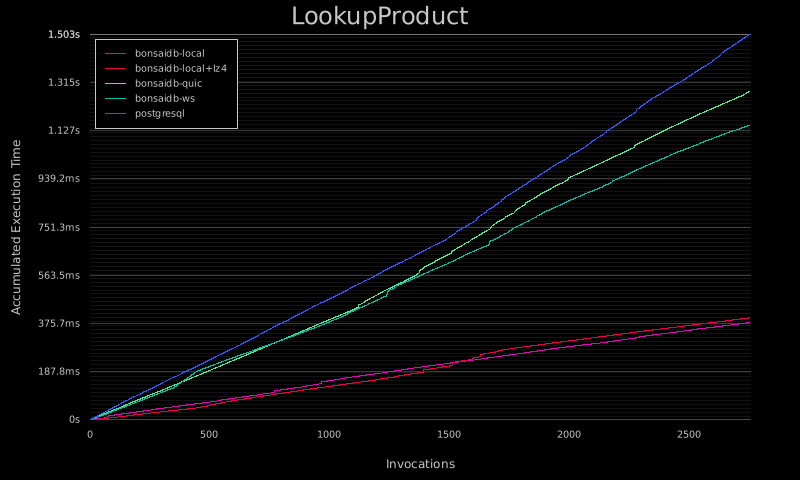 LookupProduct
1.503s
1.315s
1.127s
939.2ms
751.3ms
563.5ms
375.7ms
187.8ms
0s
bonsaidb-local
bonsaidb-local+lz4
bonsaidb-quic
bonsaidb-ws
postgresql
Accumulated Execution Time
0 500 1000 1500 2000 2500
Invocations